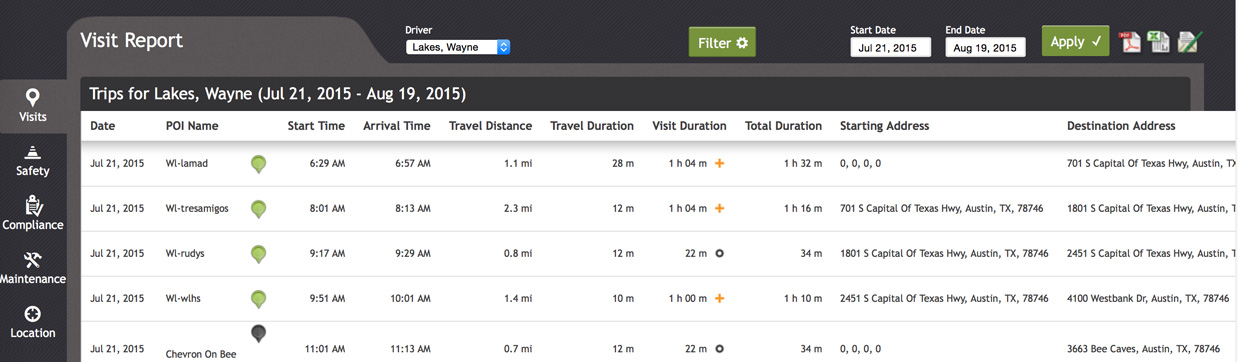 Visit Report
Driver
Lakes, Wayne
Filter
Start Date
Jul 21, 2015
End Date
Aug 19, 2015
Apply
PDF
Visits
Safety
Compliance
Maintenance
Location
Trips for Lakes, Wayne (Jul 21, 2015 - Aug 19, 2015)
Date POI Name Start Time Arrival Time Travel Distance Travel Duration Visit Duration Total Duration Starting Address Destination Address
Jul 21, 2015 Wl-lamad 6:29 AM 6:57 AM 1.1 mi 28 m 1 h 04 m 1 h 32 m 0, 0, 0, 0 701 S Capital Of Texas Hwy, Austin, TX
Jul 21, 2015 Wl-tresamigos 8:01 AM 8:13 AM 2.3 mi 12 m 1 h 04 m 1 h 16 m 701 S Capital Of Texas Hwy, Austin, TX, 78746 1801 S Capital Of Texas Hwy, Austin, T
Jul 21, 2015 Wl-rudys 9:17 AM 9:29 AM 0.8 mi 12 m 22 m 34 m 1801 S Capital Of Texas Hwy, Austin, TX, 78746 2451 S Capital Of Texas Hwy, Austin, T
Jul 21, 2015 Wl-wlhs 9:51 AM 10:01 AM 1.4 mi 10 m 1 h 00 m 1 h 10 m 2451 S Capital Of Texas Hwy, Austin, TX, 78746 4100 Westbank Dr, Austin, TX, 78746
Jul 21, 2015 Chevron On Bee 11:01 AM 11:13 AM 0.7 mi 12 m 22 m 34 m 0, 0, 0, 0 3663 Bee Caves, Austin, TX, 78746